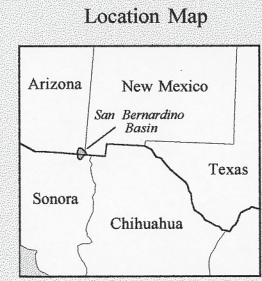 Location Map
Arizona
New Mexico
San Bernardino
Basin
Texas
Sonora
Chihuahua